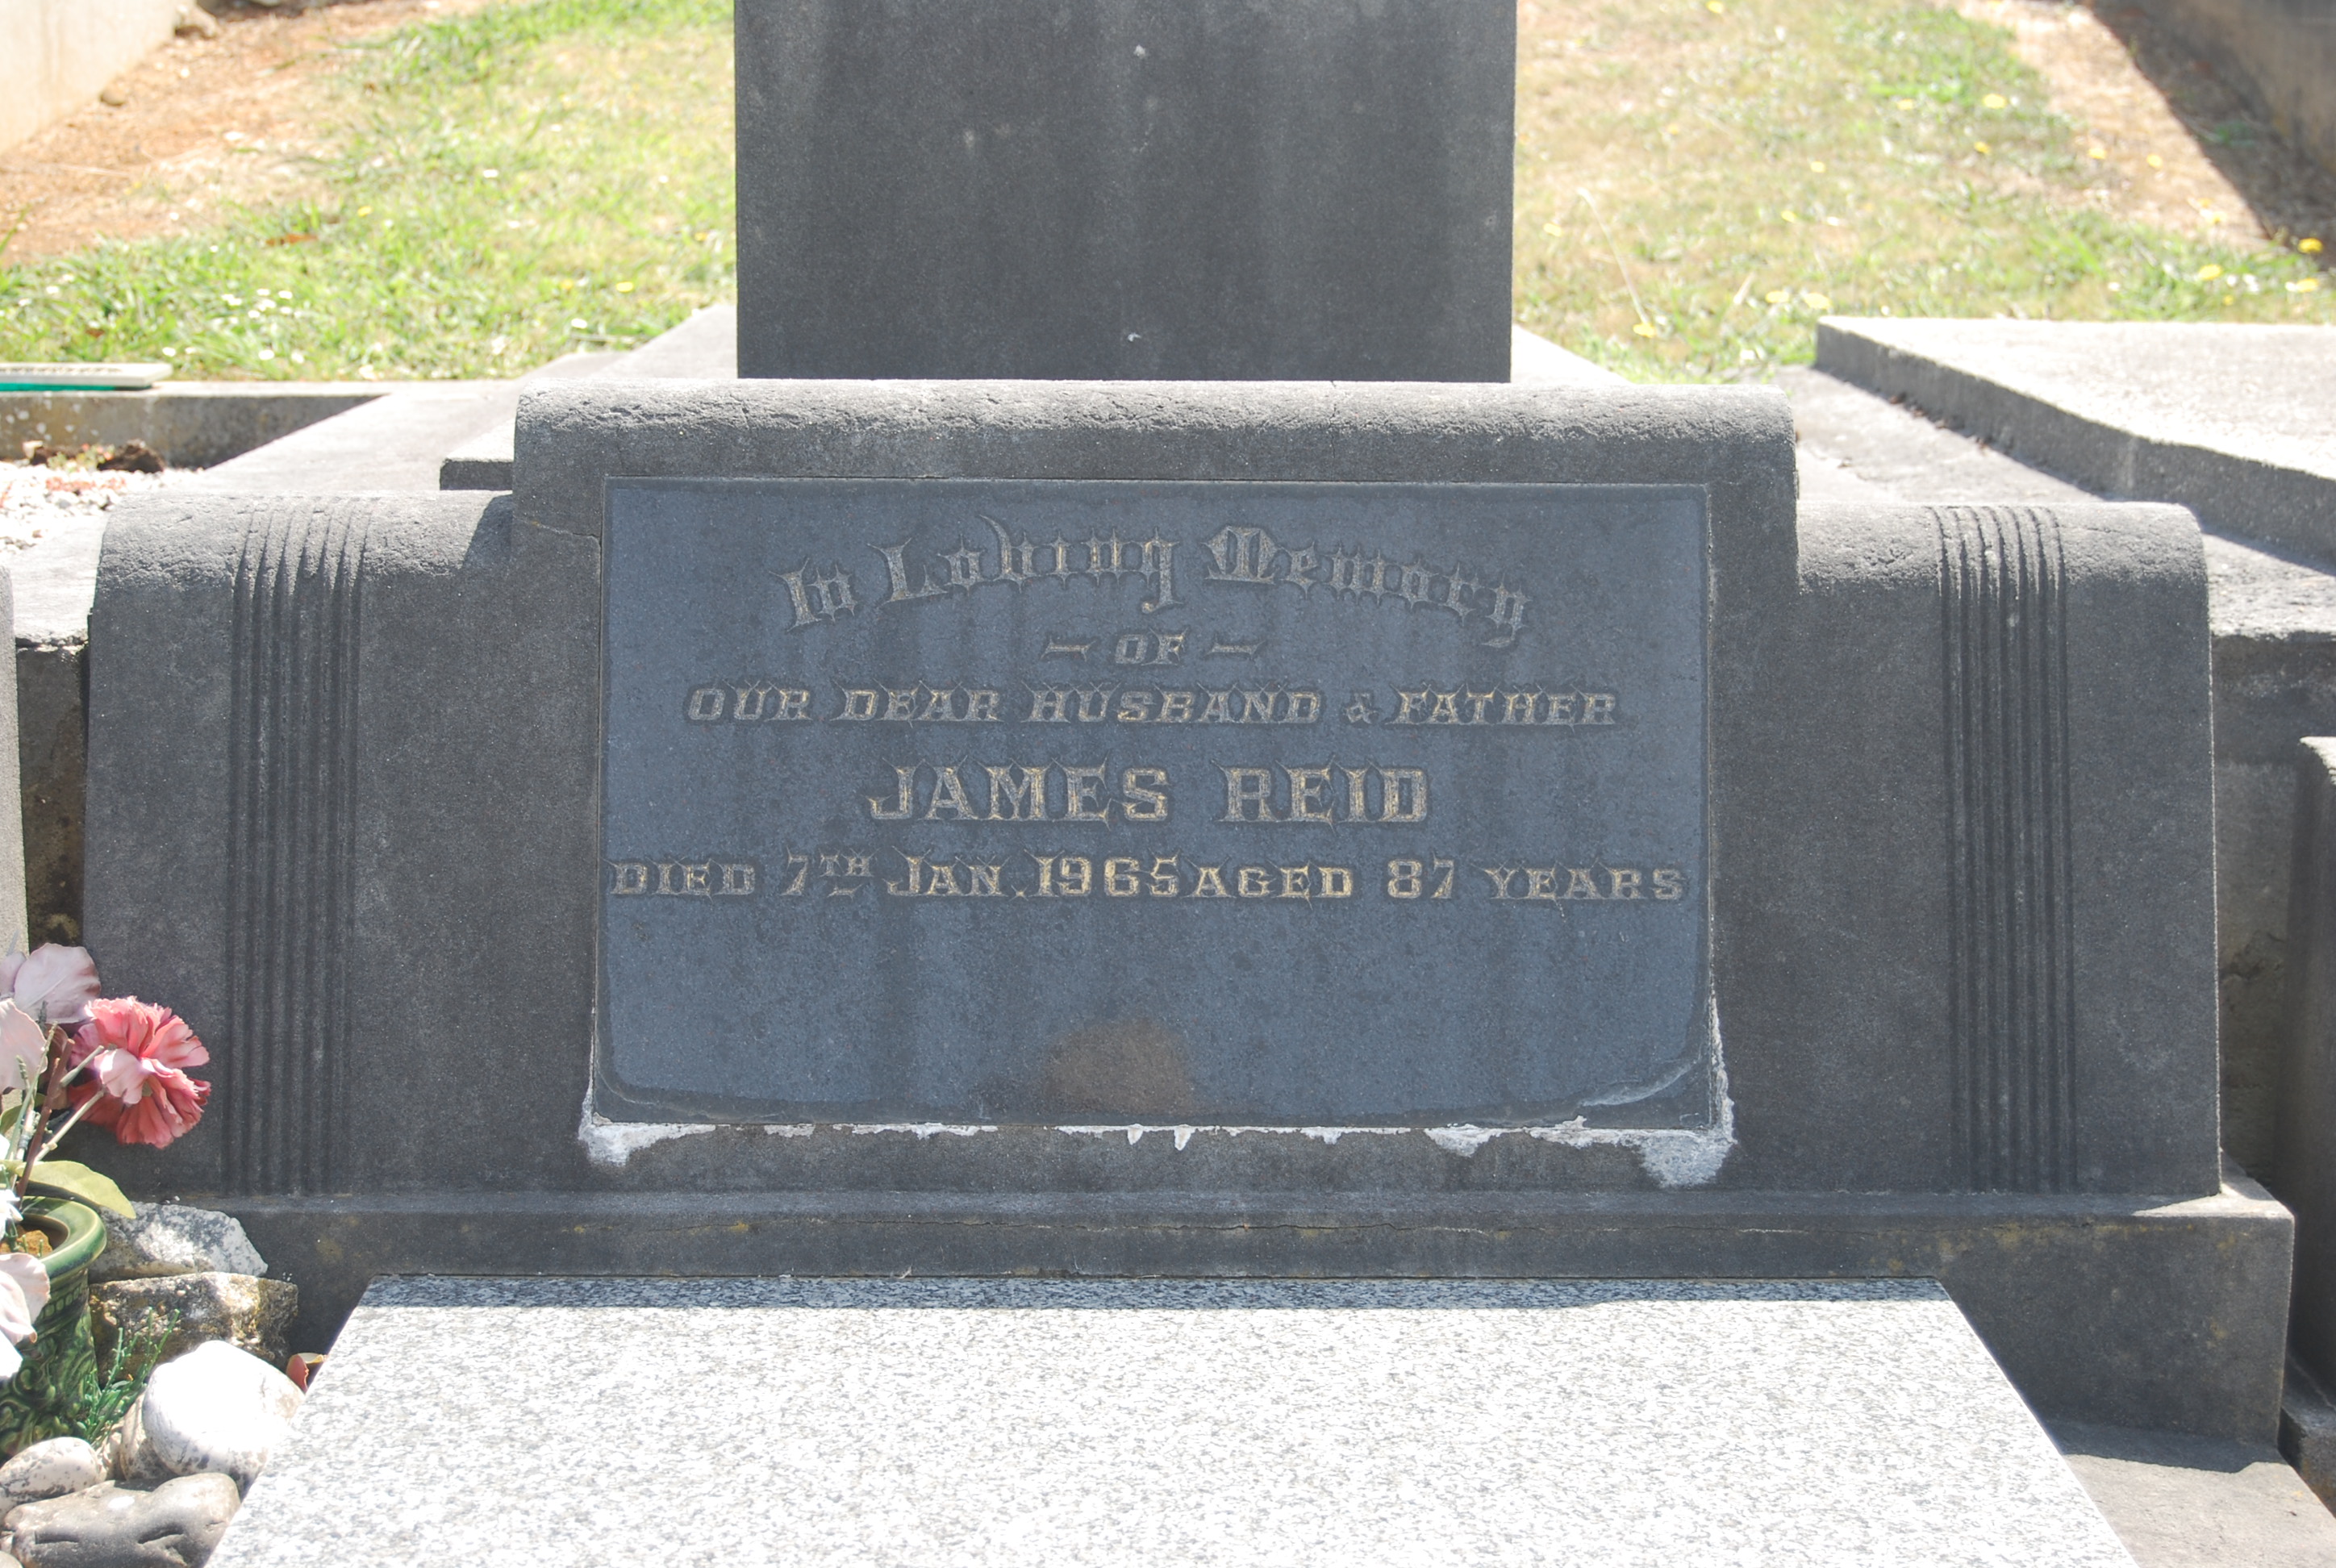 In Loving Memory
- OF -
OUR DEAR HUSBAND & FATHER
JAMES REID
DIED 7TH JAN. 1965 AGED 87 YEARS